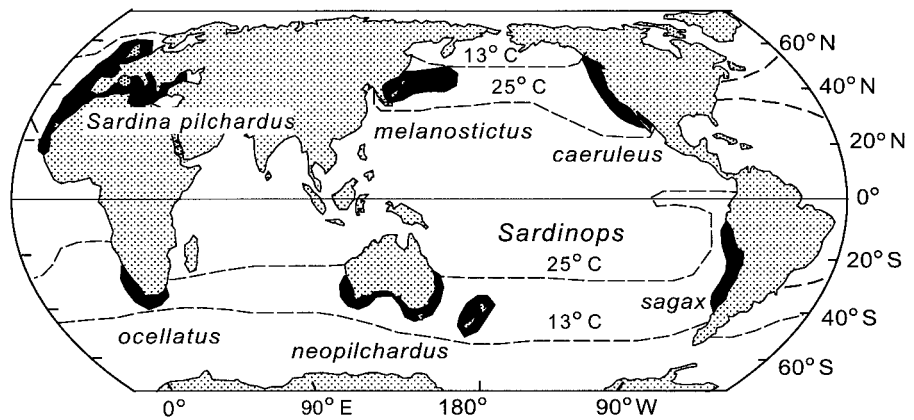 60° N
13° C
40° N
25° C
Sardina pilchardus
melanostictus
caeruleus
20° N
0°
Sardinops
25° C
20° S
sagax
13° C
40° S
ocellatus
neopilchardus
60° S
0°
90° E
180°
90° W